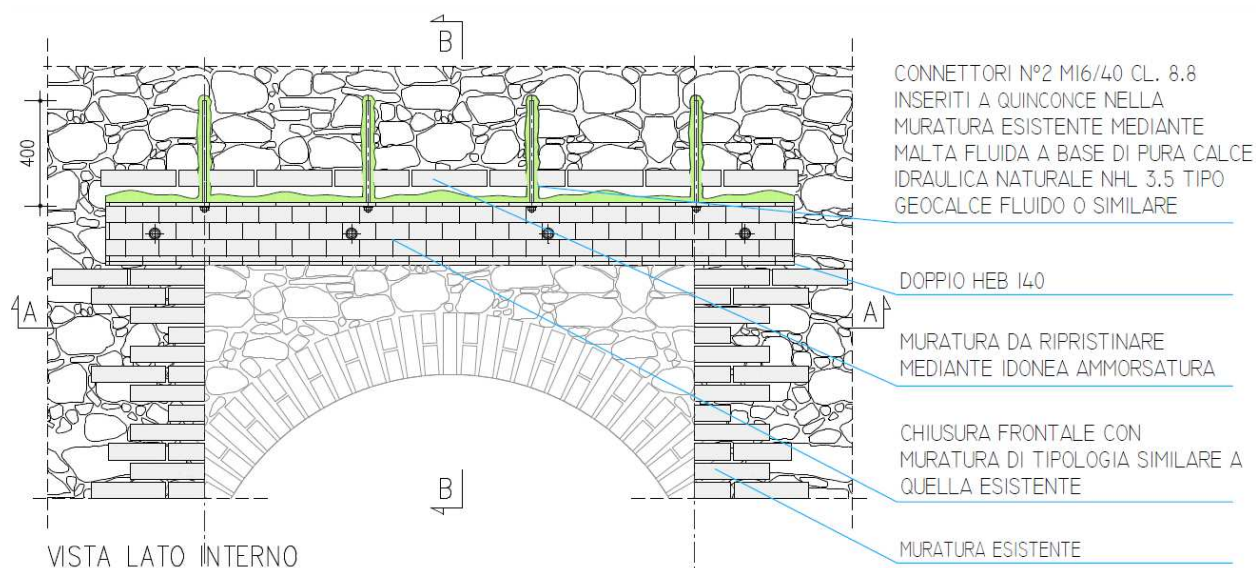 B
CONNETTORI N°2 M16/40 CL. 8.8
INSERITI A QUINCONCE NELLA
MURATURA ESISTENTE MEDIANTE
MALTA FLUIDA A BASE DI PURA CALCE
IDRAULICA NATURALE NHL 3.5 TIPO
GEOCALCE FLUIDO O SIMILARE
400
DOPPIO HEB 140
A
A
MURATURA DA RIPRISTINARE
MEDIANTE IDONEA AMMORSATURA
CHIUSURA FRONTALE CON
MURATURA DI TIPOLOGIA SIMILARE A
QUELLA ESISTENTE
B
MURATURA ESISTENTE
VISTA LATO INTERNO